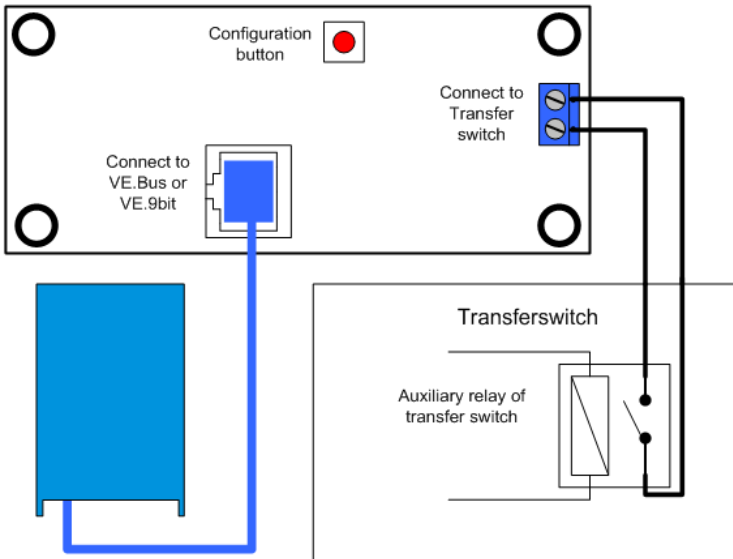 Configuration
button
Connect to
Transfer
switch
Connect to
VE.Bus or
VE.9bit
Transferswitch
Auxiliary relay of
transfer switch